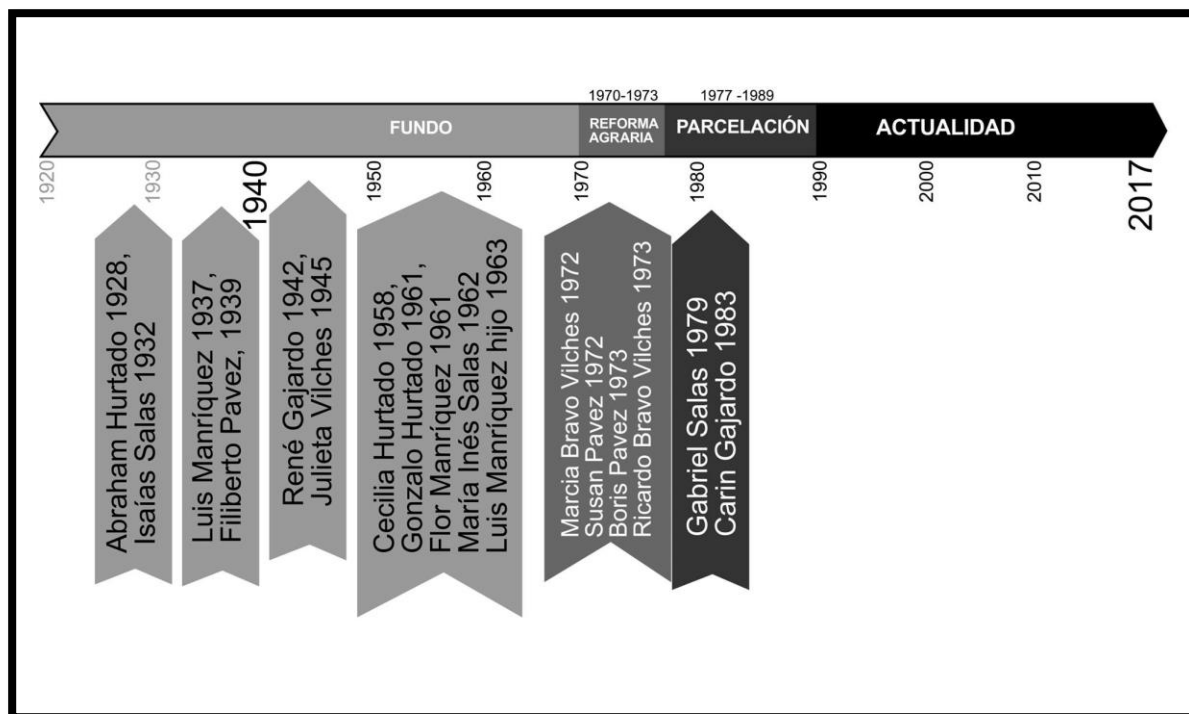 1970-1973
1977 -1989
FUNDO
REFORMA
AGRARIA
PARCELACIÓN
ACTUALIDAD
1920
1930
1940
1950
1960
1970
1980
1990
2000
2010
2017
Abraham Hurtado 1928,
Isaías Salas 1932
Luis Manríquez 1937,
Filiberto Pavez, 1939
René Gajardo 1942,
Julieta Vilches 1945
Cecilia Hurtado 1958,
Gonzalo Hurtado 1961,
Flor Manríquez 1961
María Inés Salas 1962
Luis Manríquez hijo 1963
Marcia Bravo Vilches 1972
Susan Pavez 1972
Boris Pavez 1973
Ricardo Bravo Vilches 1973
Gabriel Salas 1979
Carin Gajardo 1983